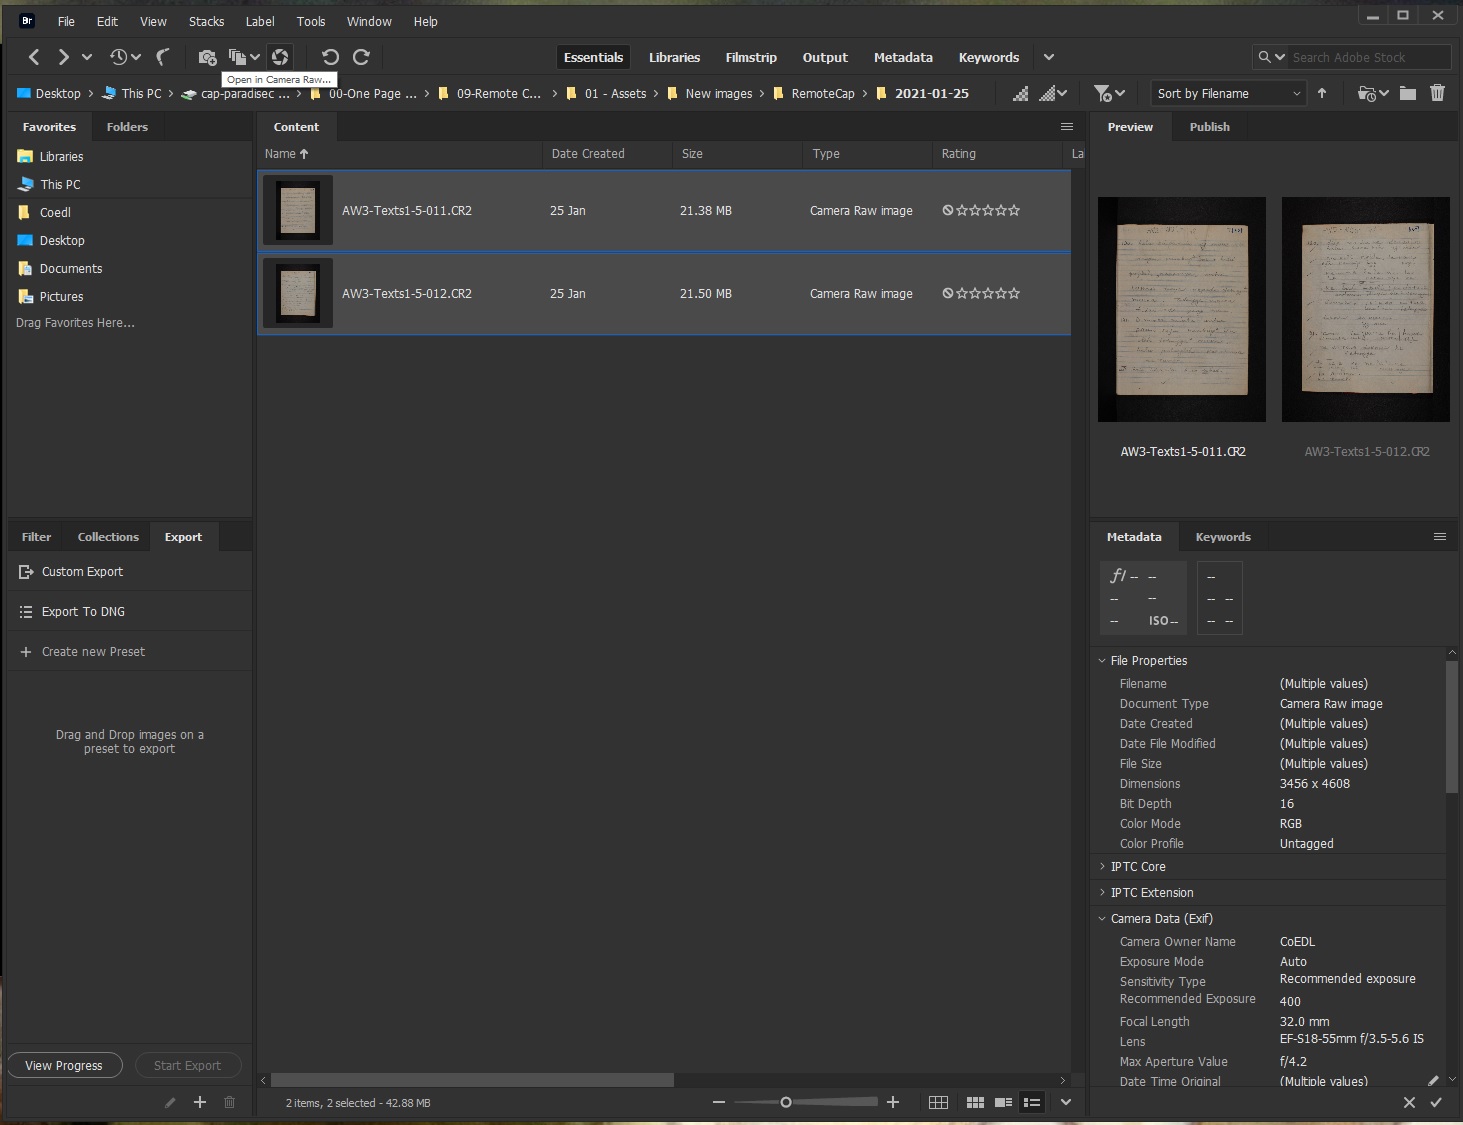 Br File Edit View Stacks Label Tools Window Help
Essentials Libraries Filmstrip Output Metadata Keywords Search Adobe Stock
Open in Camera Raw...
Desktop This PC cap-paradisec ... 00-One Page ... 09-Remote C... 01 - Assets New images RemoteCap 2021-01-25 Sort by Filename
Favorites Folders
Libraries
This PC
Coedl
Desktop
Documents
Pictures
Drag Favorites Here...
Filter Collections Export
Custom Export
Export To DNG
Create new Preset
Drag and Drop images on a
preset to export
View Progress Start Export
Content
Name Date Created Size Type Rating La
AW3-Texts1-5-011.CR2 25 Jan 21.38 MB Camera Raw image
AW3-Texts1-5-012.CR2 25 Jan 21.50 MB Camera Raw image
2 items, 2 selected - 42.88 MB
Preview Publish
AW3-Texts1-5-011.CR2 AW3-Texts1-5-012.CR2
Metadata Keywords
f/ -- --
-- --
-- ISO --
--
-- --
-- --
File Properties
Filename (Multiple values)
Document Type Camera Raw image
Date Created (Multiple values)
Date File Modified (Multiple values)
File Size (Multiple values)
Dimensions 3456 x 4608
Bit Depth 16
Color Mode RGB
Color Profile Untagged
IPTC Core
IPTC Extension
Camera Data (Exif)
Camera Owner Name CoEDL
Exposure Mode Auto
Sensitivity Type Recommended exposure
Recommended Exposure 400
Focal Length 32.0 mm
Lens EF-S18-55mm f/3.5-5.6 IS
Max Aperture Value f/4.2
Date Time Original (Multiple values)